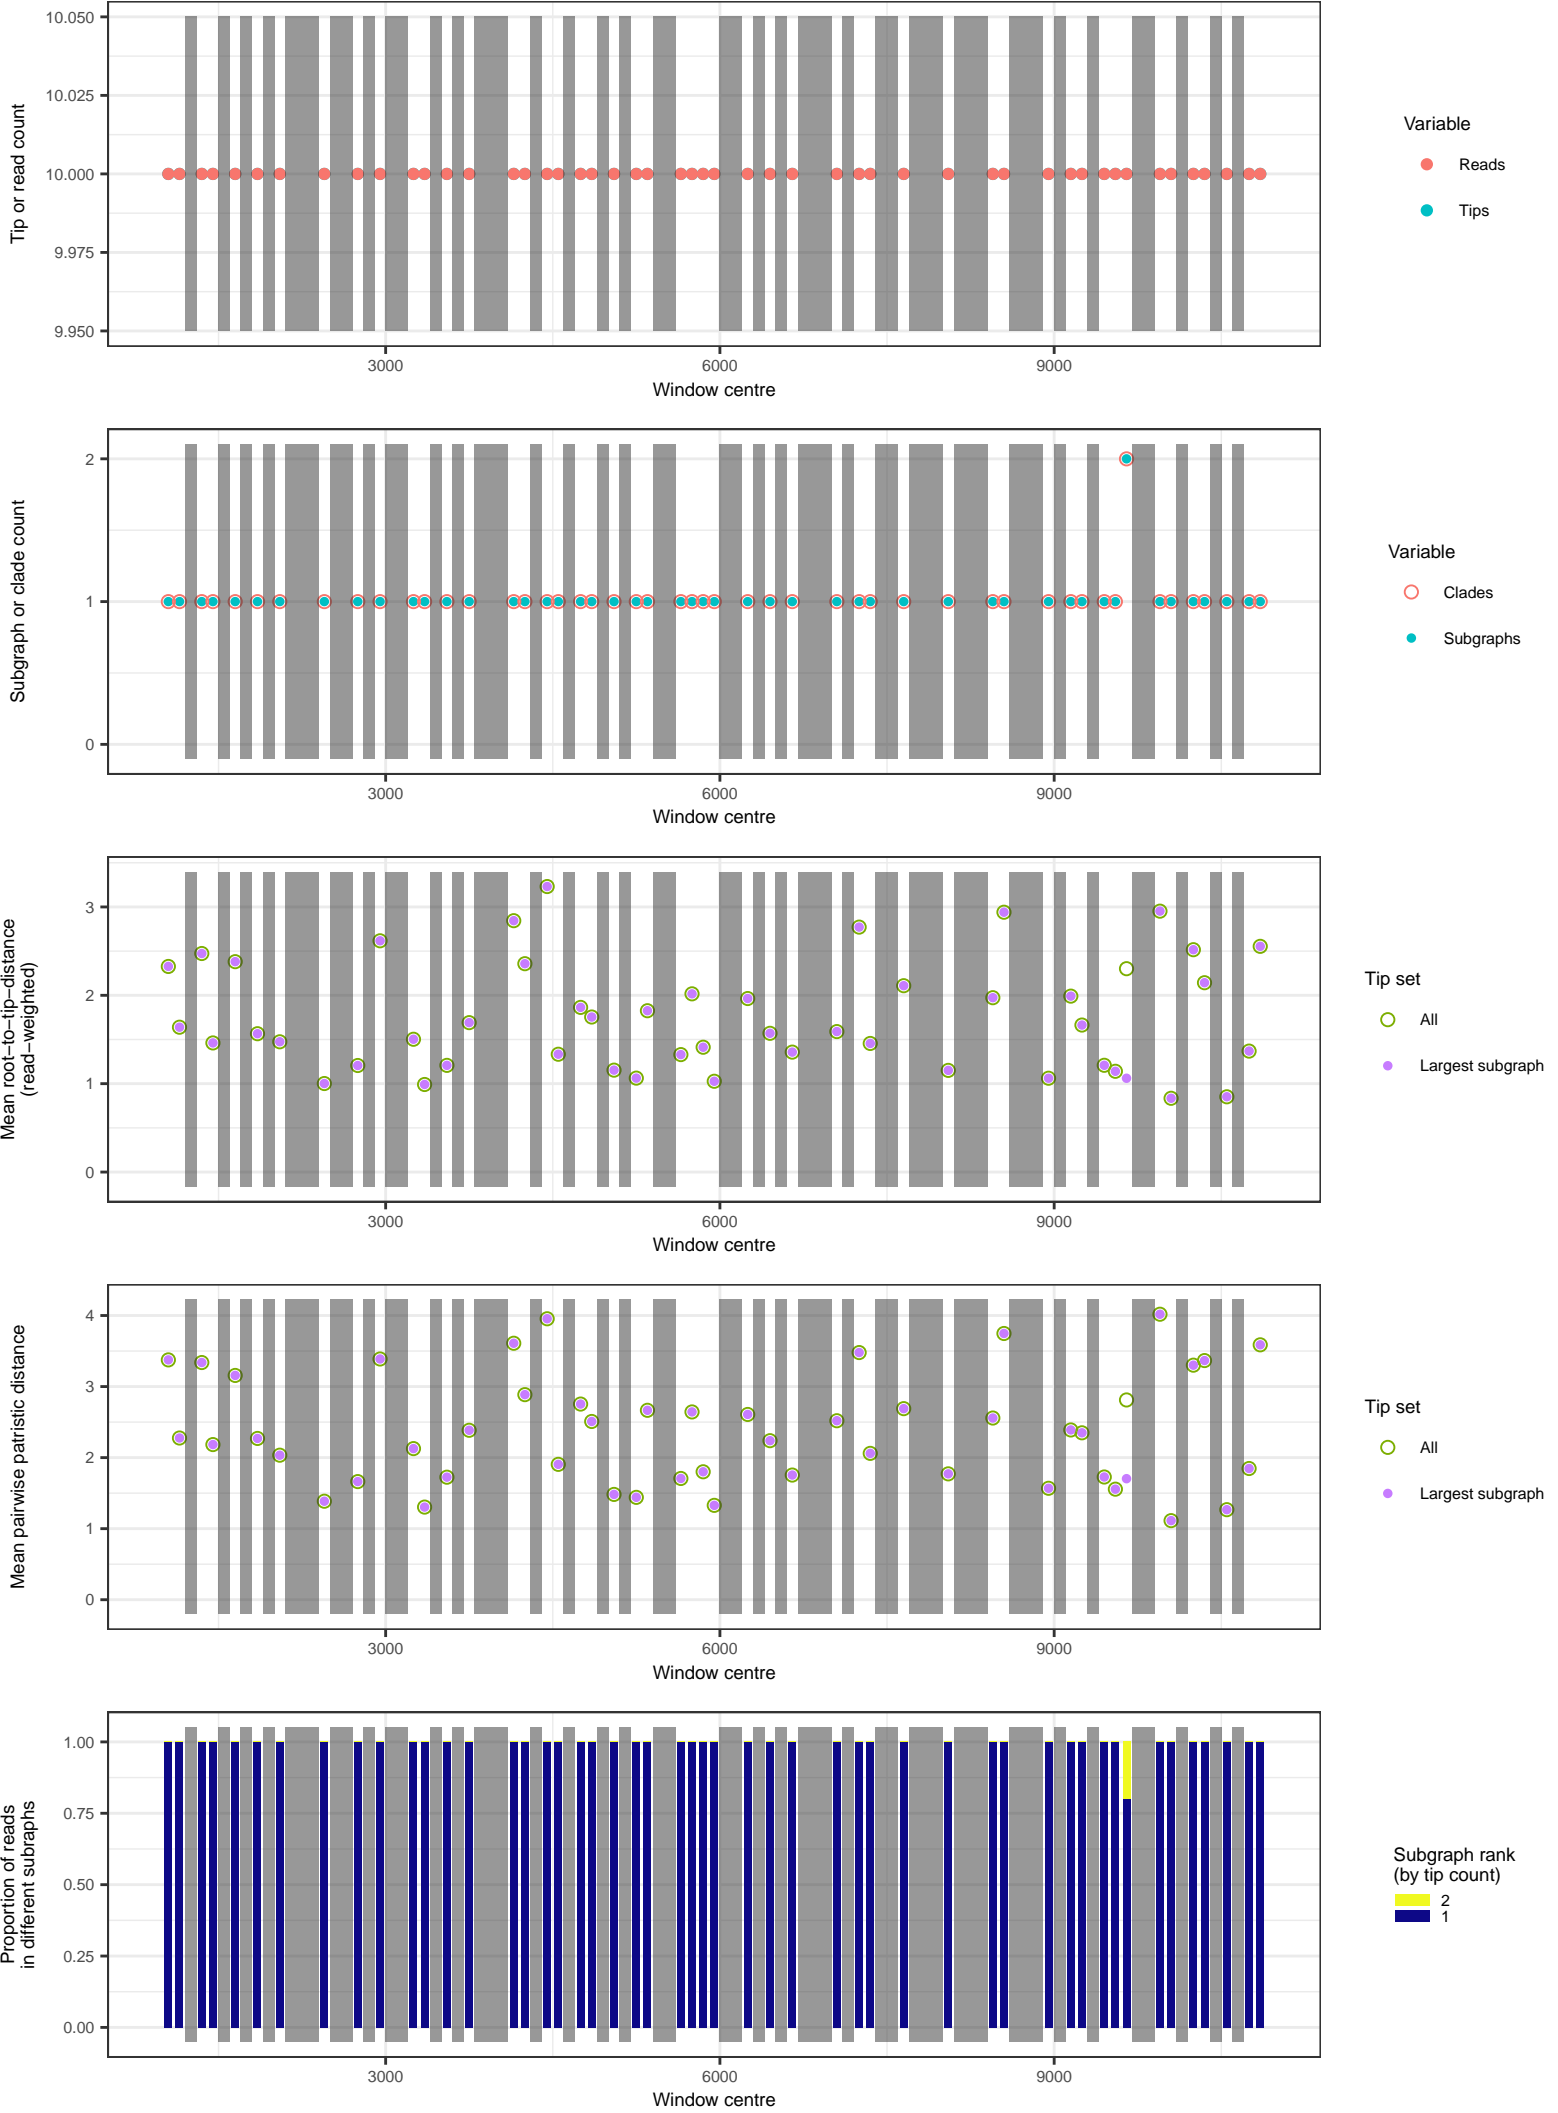 10.050
10.025
10.000
9.975
9.950
Tip or read count
3000
6000
9000
Window centre
Variable
Reads
Tips
2
1
0
Subgraph or clade count
3000
6000
9000
Window centre
Variable
Clades
Subgraphs
3
2
1
0
Mean root−to−tip−distance
(read−weighted)
3000
6000
9000
Window centre
Tip set
All
Largest subgraph
4
3
2
1
0
Mean pairwise patristic distance
3000
6000
9000
Window centre
Tip set
All
Largest subgraph
1.00
0.75
0.50
0.25
0.00
Proportion of reads
in different subraphs
3000
6000
9000
Window centre
Subgraph rank
(by tip count)
2
1